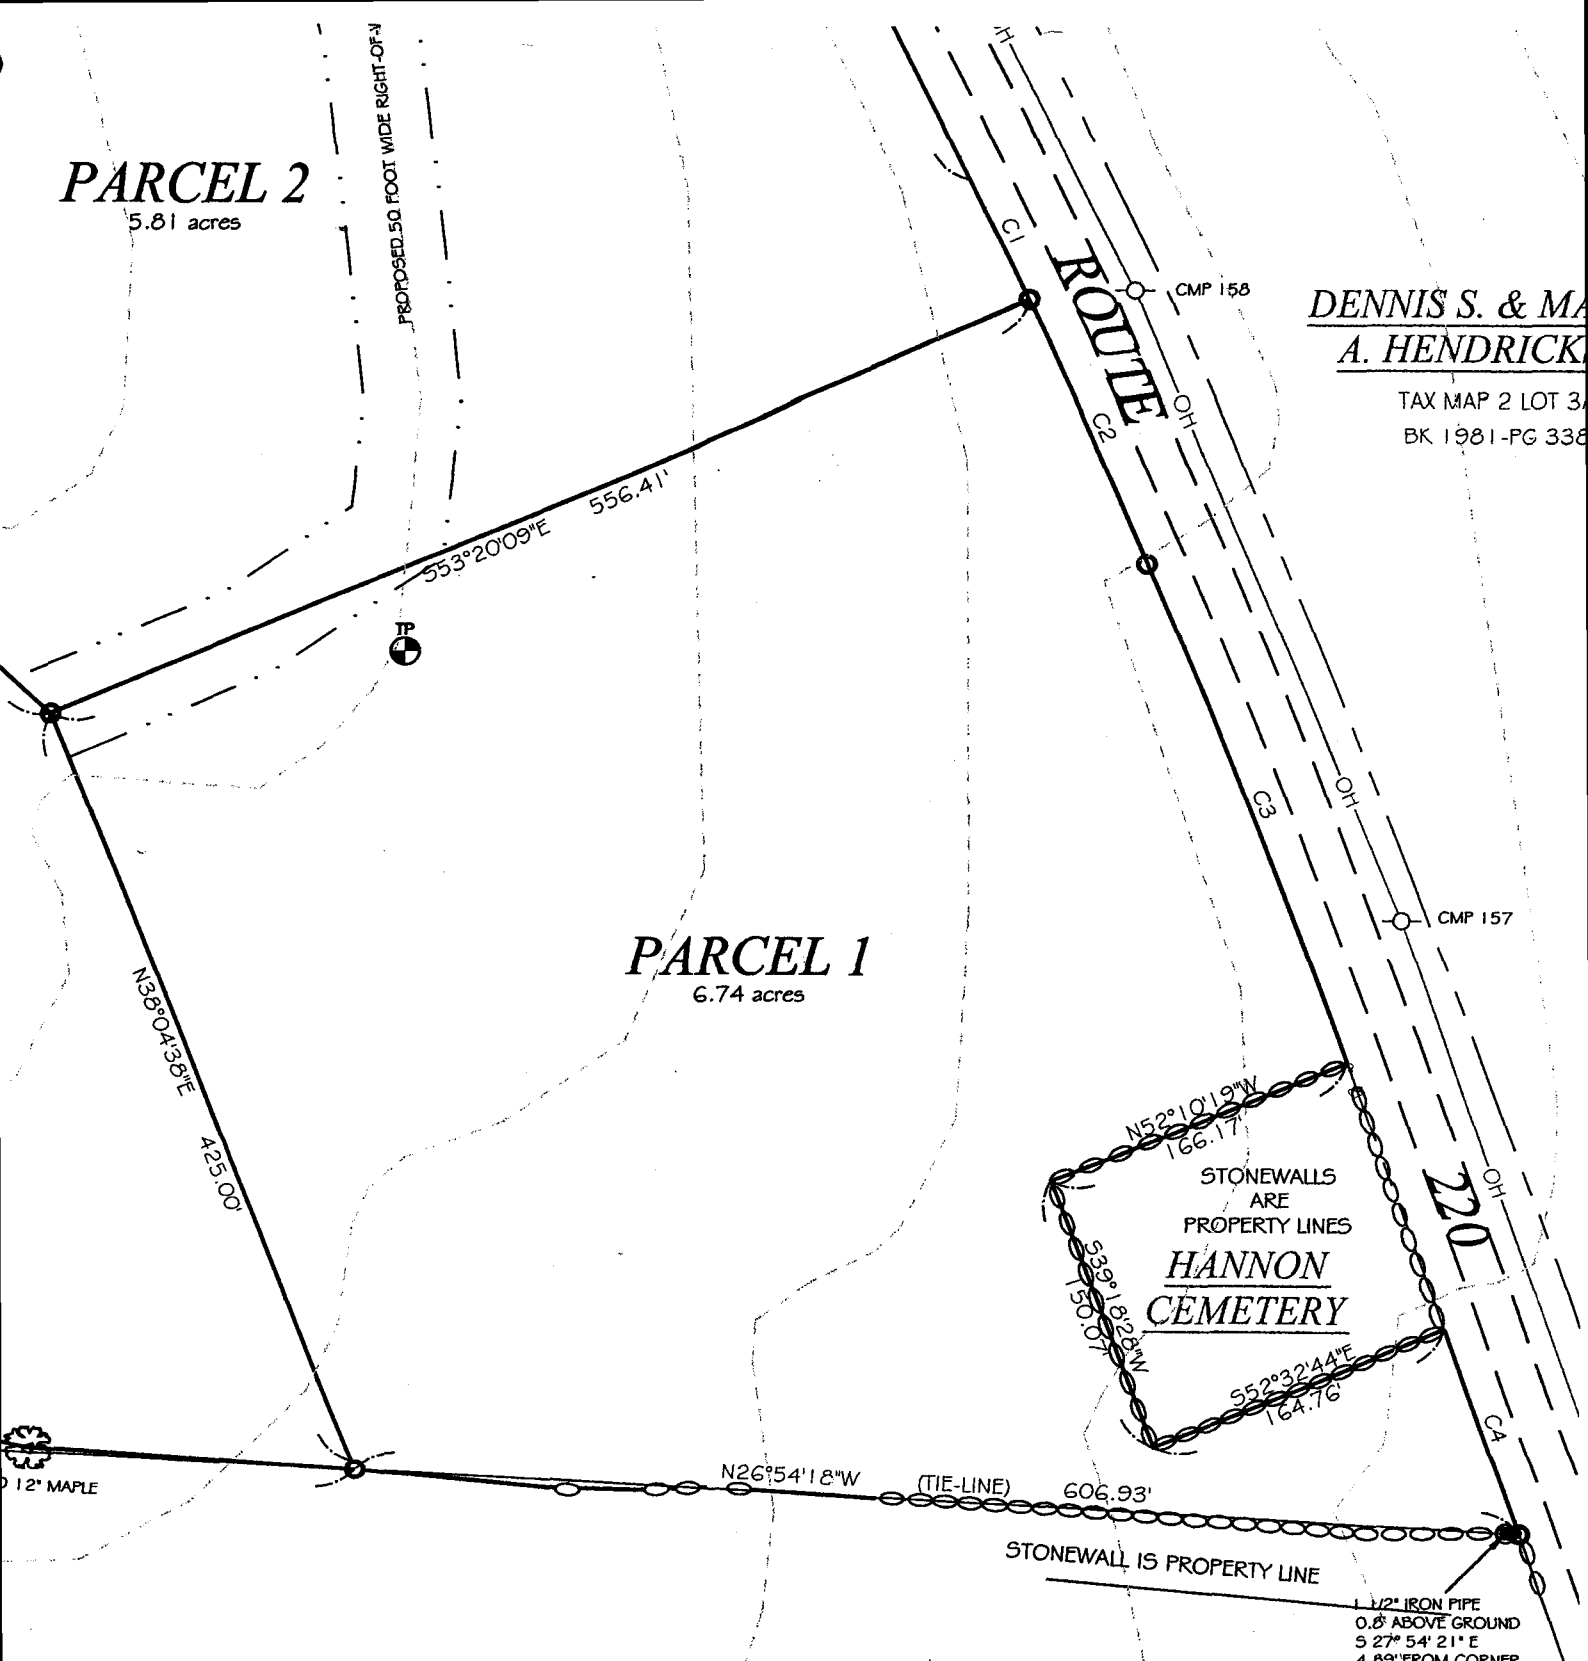 PROPOSED 50 FOOT WIDE RIGHT-OF-
PARCEL 2
5.81 acres
C1
ROUTE
CMP 158
DENNIS S. & MA
A. HENDRICK
TAX MAP 2 LOT 3
BK 1981-PG 338
OH
C2
556.41'
S53°20'09"E
TP
C3
OH
CMP 157
PARCEL 1
6.74 acres
N38°04'38"E
425.00'
N52°10'19"W
166.17'
STONEWALLS
ARE
PROPERTY LINES
HANNON
CEMETERY
220
OH
S39°18'28"W
150.07'
S52°32'44"E
164.76'
C4
12" MAPLE
N26°54'18"W
(TIE-LINE)
606.93'
STONEWALL IS PROPERTY LINE
1 1/2" IRON PIPE
0.8' ABOVE GROUND
S 27° 54' 21" E
4.89' FROM CORNER